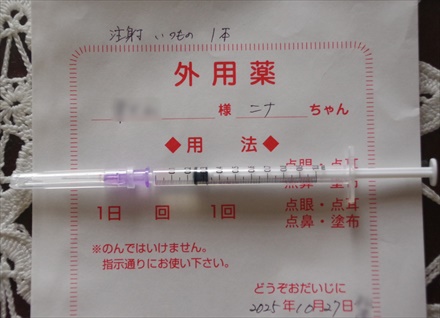 注射 いつもの 1本
外用薬
様 ニナ ちゃん
◆用 法◆
点眼・点耳
点鼻・塗布
1日 回 1回
点眼・点耳
点鼻・塗布
※のんではいけません。
指示通りにお使い下さい。
どうぞおだいじに
2025年10月27日